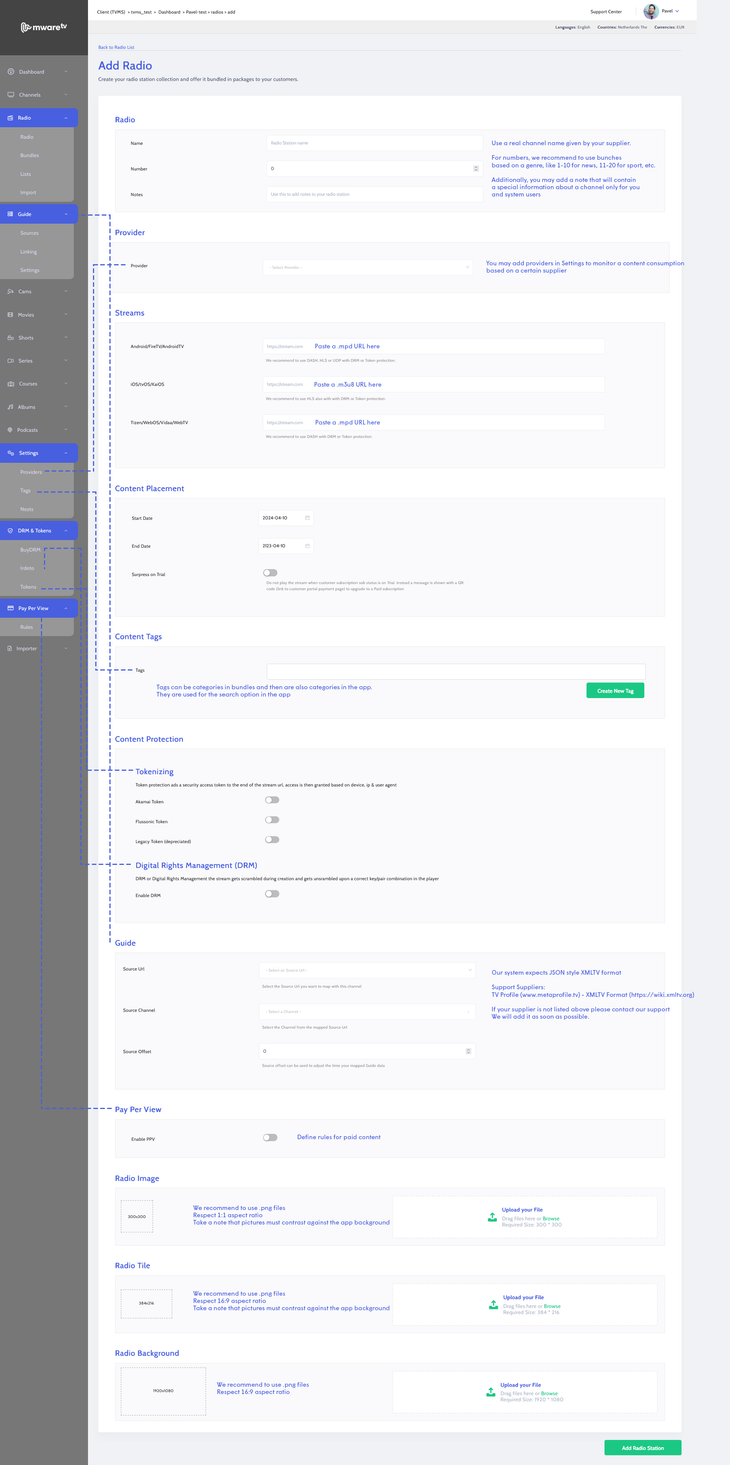 mwaretv
Client (TVMS) > tvms_test > Dashboard > Pavel-test > radios > add
Support Center
Pavel
Languages: English Countries: Netherlands The Currencies: EUR
Dashboard
Channels
Radio
Radio
Bundles
Lists
Import
Guide
Sources
Linking
Settings
Cams
Movies
Shorts
Series
Courses
Albums
Podcasts
Settings
Providers
Tags
Nests
DRM & Tokens
BuyDRM
Irdeto
Tokens
Pay Per View
Rules
Importer
Back to Radio List
Add Radio
Create your radio station collection and offer it bundled in packages to your customers.
Radio
Name
Radio Station name
Use a real channel name given by your supplier.
Number
0
For numbers, we recommend to use bunches
based on a genre, like 1-10 for news, 11-20 for sport, etc.
Notes
Use this to add notes to your radio station
Additionally, you may add a note that will contain
a special information about a channel only for you
and system users
Provider
Provider
- Select Provider -
You may add providers in Settings to monitor a content consumption
based on a certain supplier
Streams
Android/FireTV/AndroidTV
https://stream.com
Paste a .mpd URL here
We recommend to use DASH, HLS or UDP with DRM or Token protection
iOS/tvOS/KaiOS
https://stream.com
Paste a .m3u8 URL here
We recommend to use HLS also with with DRM or Token protection
Tizen/WebOS/Vidaa/WebTV
https://stream.com
Paste a .mpd URL here
We recommend to use DASH with DRM or Token protection
Content Placement
Start Date
2024-04-10
End Date
2123-04-10
Surpress on Trial
Do not play the stream when customer subscription sub status is on Trial. Instead a message is shown with a QR
code (link to customer portal payment page) to upgrade to a Paid subscription
Content Tags
Tags
Tags can be categories in bundles and then are also categories in the app.
They are used for the search option in the app
Create New Tag
Content Protection
Tokenizing
Token protection ads a security access token to the end of the stream url, access is then granted based on device, ip & user agent
Akamai Token
Flussonic Token
Legacy Token (depreciated)
Digital Rights Management (DRM)
DRM or Digital Rights Management the stream gets scrambled during creation and gets unsrambled upon a correct key/pair combination in the player
Enable DRM
Guide
Source Url
- Select an Source Url -
Select the Source Url you want to map with this channel
Our system expects JSON style XMLTV format
Support Suppliers:
TV Profile (www.metaprofile.tv) - XMLTV Format (https://wiki.xmltv.org)
Source Channel
- Select a Channel -
Select the Channel from the mapped Source Url
If your supplier is not listed above please contact our support
We will add it as soon as possible.
Source Offset
0
Source offset can be used to adjust the time your mapped Guide data
Pay Per View
Enable PPV
Define rules for paid content
Radio Image
300x300
We recommend to use .png files
Respect 1:1 aspect ratio
Take a note that pictures must contrast against the app background
Upload your File
Drag files here or Browse
Required Size: 300 * 300
Radio Tile
384x216
We recommend to use .png files
Respect 16:9 aspect ratio
Take a note that pictures must contrast against the app background
Upload your File
Drag files here or Browse
Required Size: 384 * 216
Radio Background
1920x1080
We recommend to use .png files
Respect 16:9 aspect ratio
Upload your File
Drag files here or Browse
Required Size: 1920 * 1080
Add Radio Station